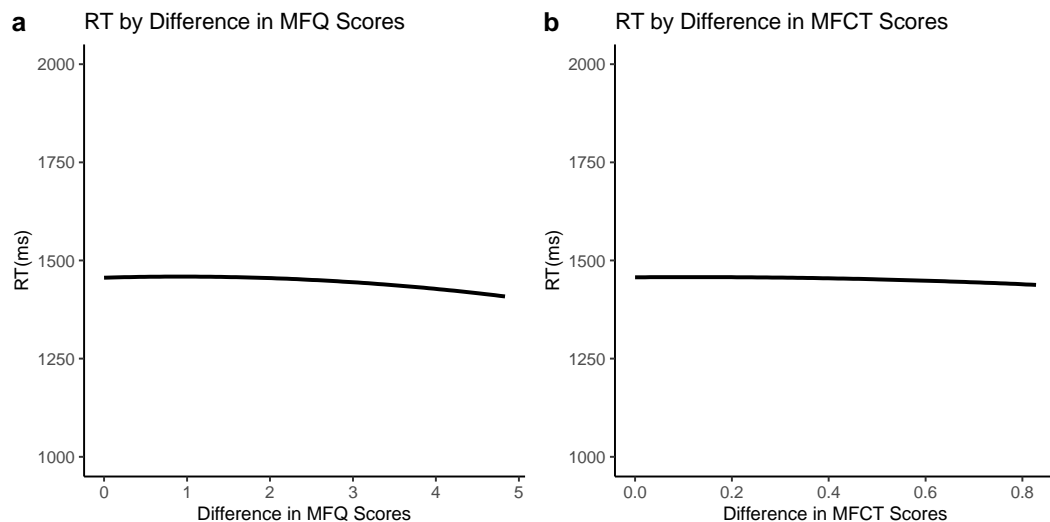 a
RT by Difference in MFQ Scores
2000
1750
1500
1250
1000
RT(ms)
0 1 2 3 4 5
Difference in MFQ Scores
b
RT by Difference in MFCT Scores
2000
1750
1500
1250
1000
RT(ms)
0.0 0.2 0.4 0.6 0.8
Difference in MFCT Scores